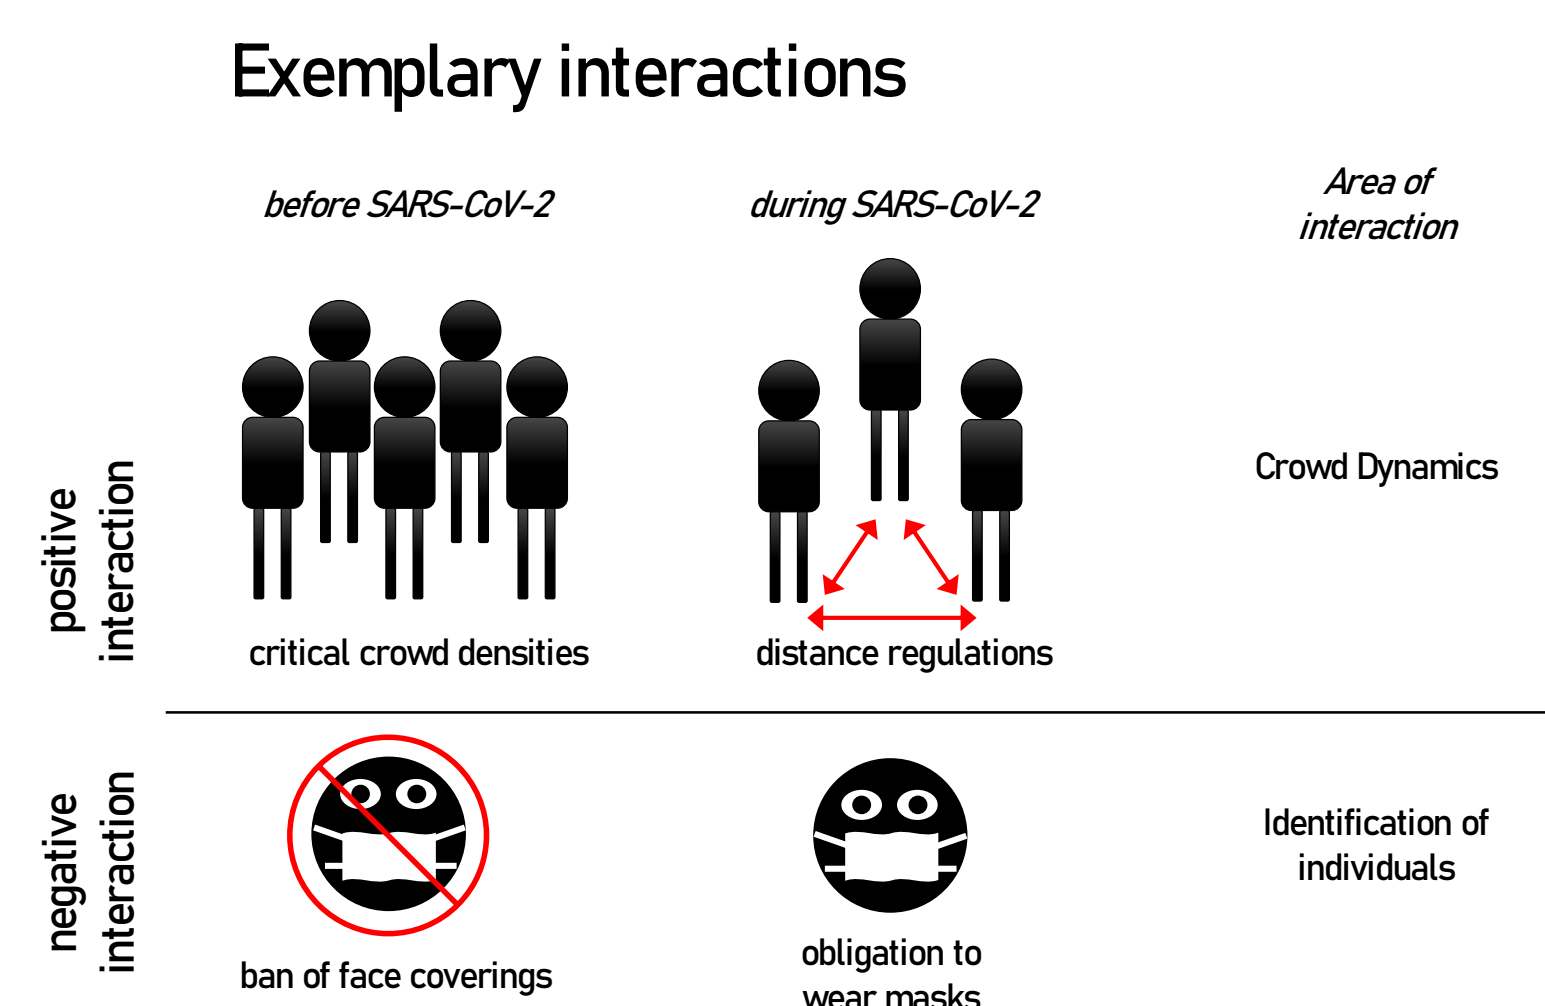 Exemplary interactions
before SARS-CoV-2
during SARS-CoV-2
Area of
interaction
positive
interaction
Crowd Dynamics
critical crowd densities
distance regulations
negative
interaction
Identification of
individuals
ban of face coverings
obligation to
wear masks